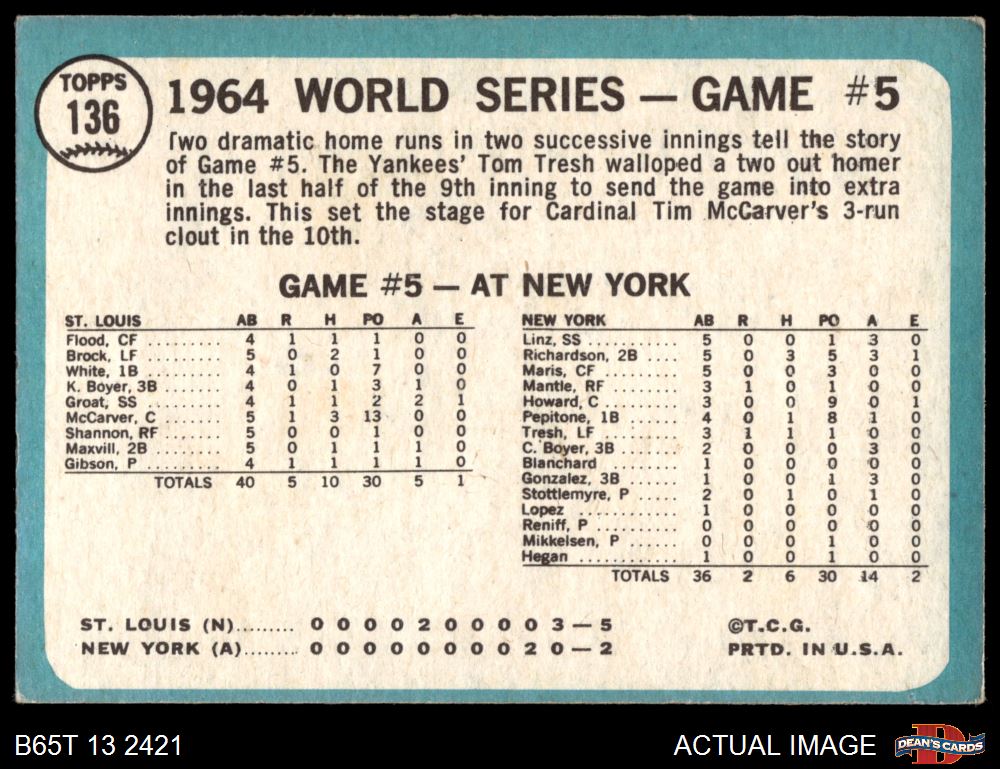 TOPPS
136
1964 WORLD SERIES — GAME #5
Two dramatic home runs in two successive innings tell the story
of Game #5. The Yankees' Tom Tresh walloped a two out homer
in the last half of the 9th inning to send the game into extra
innings. This set the stage for Cardinal Tim McCarver's 3-run
clout in the 10th.
GAME #5 — AT NEW YORK
ST. LOUIS AB R H PO A E
Flood, CF .......... 4 1 1 1 0 0
Brock, LF .......... 5 0 2 1 0 0
White, 1B .......... 4 1 0 7 0 0
K. Boyer, 3B ........ 4 0 1 3 1 0
Groat, SS .......... 4 1 1 2 2 1
McCarver, C ........ 5 1 3 13 0 0
Shannon, RF ........ 5 0 0 1 0 0
Maxvill, 2B ......... 5 0 1 1 1 0
Gibson, P .......... 4 1 1 1 1 0
TOTALS 40 5 10 30 5 1
NEW YORK AB R H PO A E
Linz, SS ............ 5 0 0 1 3 0
Richardson, 2B .... 5 0 3 5 3 1
Maris, CF .......... 5 0 0 3 0 0
Mantle, RF ......... 3 1 0 1 0 0
Howard, C .......... 3 0 0 9 0 1
Pepitone, 1B ....... 4 0 1 8 1 0
Tresh, LF .......... 3 1 1 1 0 0
C. Boyer, 3B ....... 2 0 0 0 3 0
Blanchard .......... 1 0 0 0 0 0
Gonzalez, 3B ....... 1 0 0 1 3 0
Stottlemyre, P ..... 2 0 1 0 1 0
Lopez ............. 1 0 0 0 0 0
Reniff, P ........... 0 0 0 0 0 0
Mikkelsen, P ....... 0 0 0 0 0 0
Hegan ............. 1 0 0 1 0 0
TOTALS 36 2 6 30 14 2
ST. LOUIS (N)......... 0 0 0 0 2 0 0 0 0 3 — 5
NEW YORK (A)........ 0 0 0 0 0 0 0 0 2 0 — 2
©T.C.G.
PRTD. IN U.S.A.
B65T 13 2421
ACTUAL IMAGE
D
DEAN'S CARDS